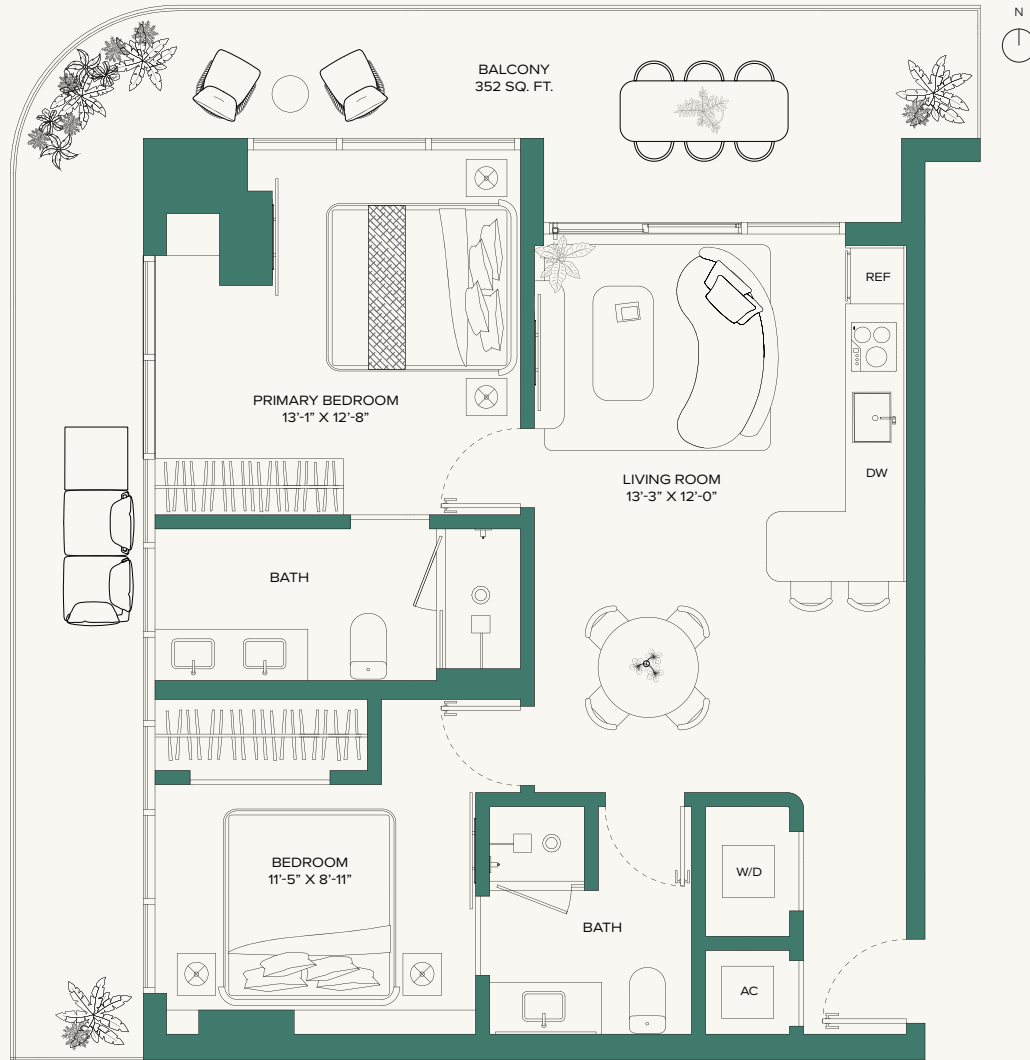 N
BALCONY
352 SQ. FT.
REF
PRIMARY BEDROOM
13'-1” X 12'-8”
LIVING ROOM
13'-3” X 12'-0”
DW
BATH
BEDROOM
11'-5” X 8'-11”
W/D
BATH
AC